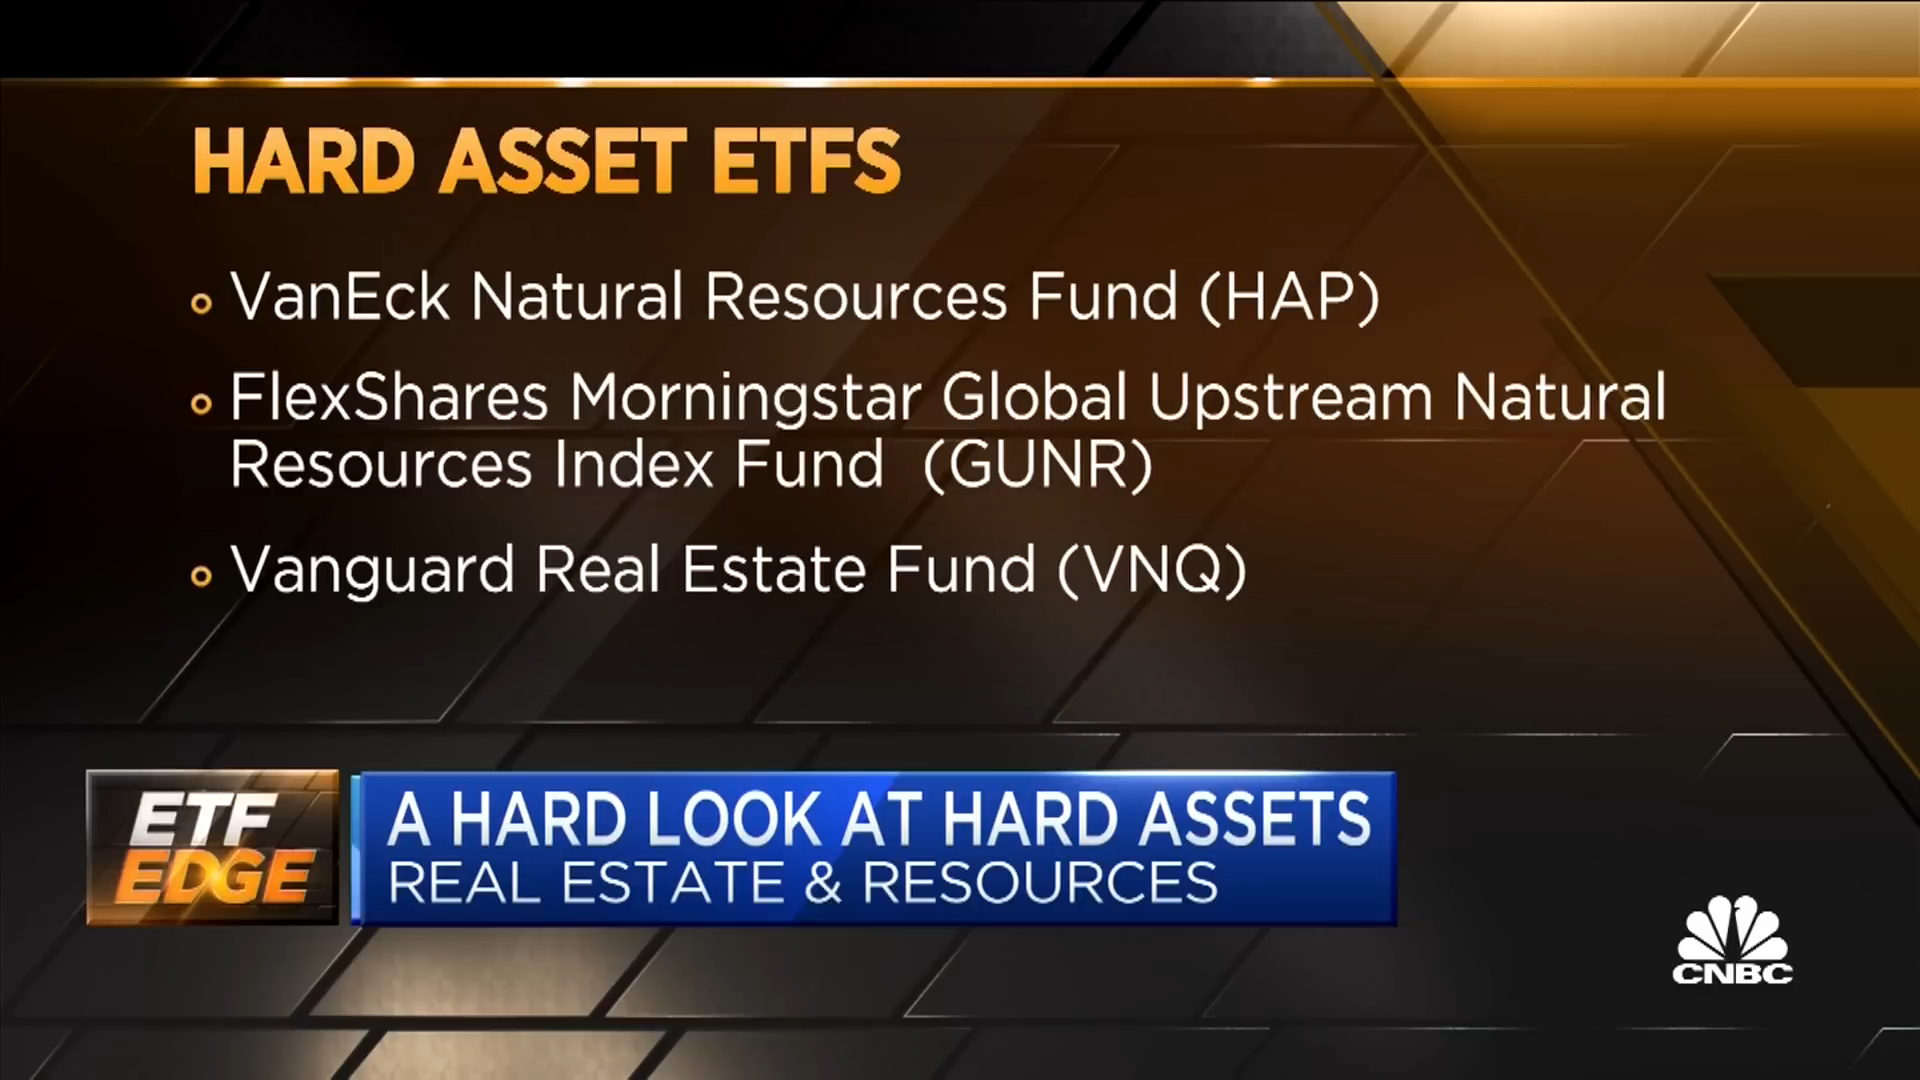 HARD ASSET ETFS
VanEck Natural Resources Fund (HAP)
FlexShares Morningstar Global Upstream Natural
Resources Index Fund (GUNR)
Vanguard Real Estate Fund (VNQ)
ETF
EDGE
A HARD LOOK AT HARD ASSETS
REAL ESTATE & RESOURCES
CNBC